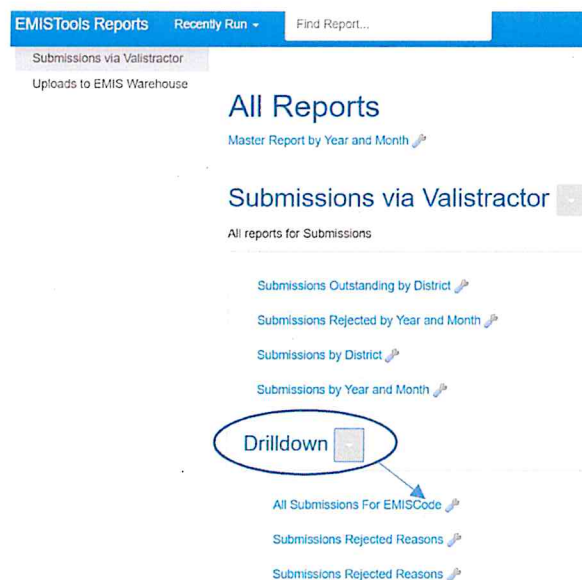 EMISTools Reports Recently Run Find Report...
Submissions via Valistractor
Uploads to EMIS Warehouse
All Reports
Master Report by Year and Month
Submissions via Valistractor
All reports for Submissions
Submissions Outstanding by District
Submissions Rejected by Year and Month
Submissions by District
Submissions by Year and Month
Drilldown
All Submissions For EMISCode
Submissions Rejected Reasons
Submissions Rejected Reasons